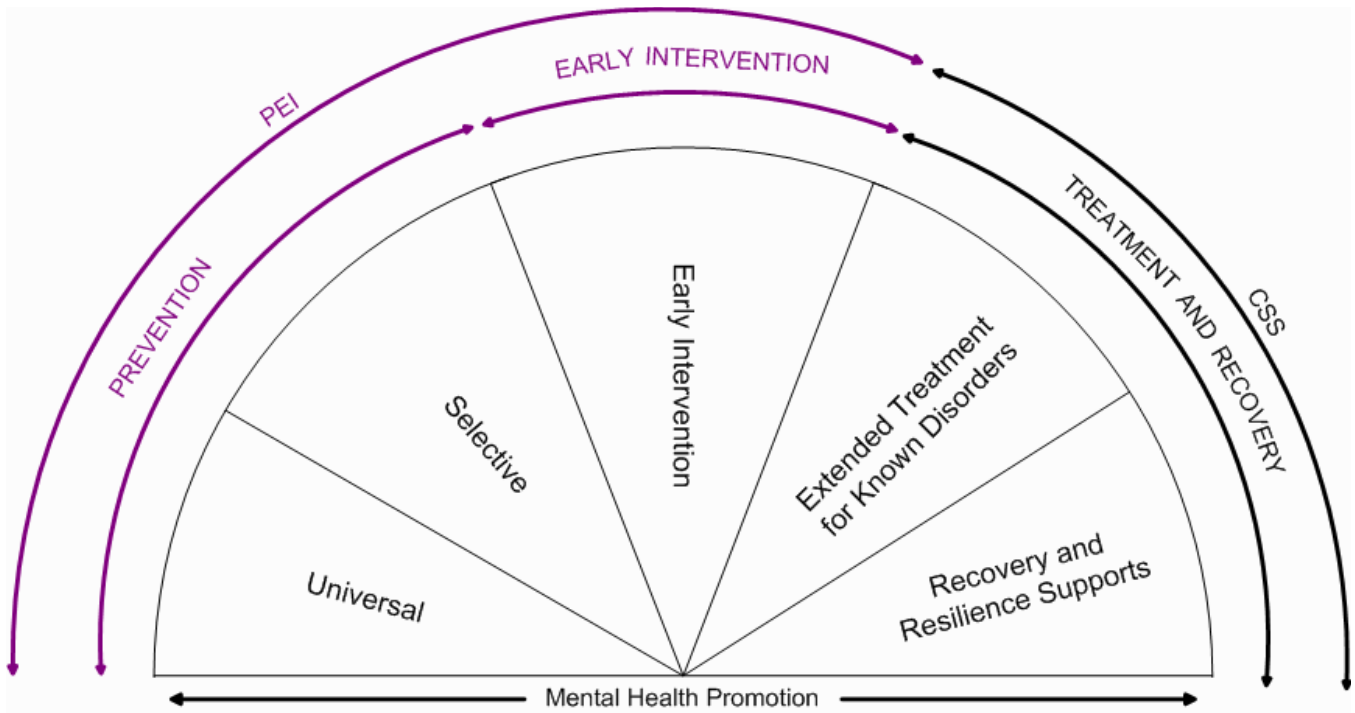 PEI
EARLY INTERVENTION
PREVENTION
TREATMENT AND RECOVERY
CSS
Universal
Selective
Early Intervention
Extended Treatment
for Known Disorders
Recovery and
Resilience Supports
Mental Health Promotion